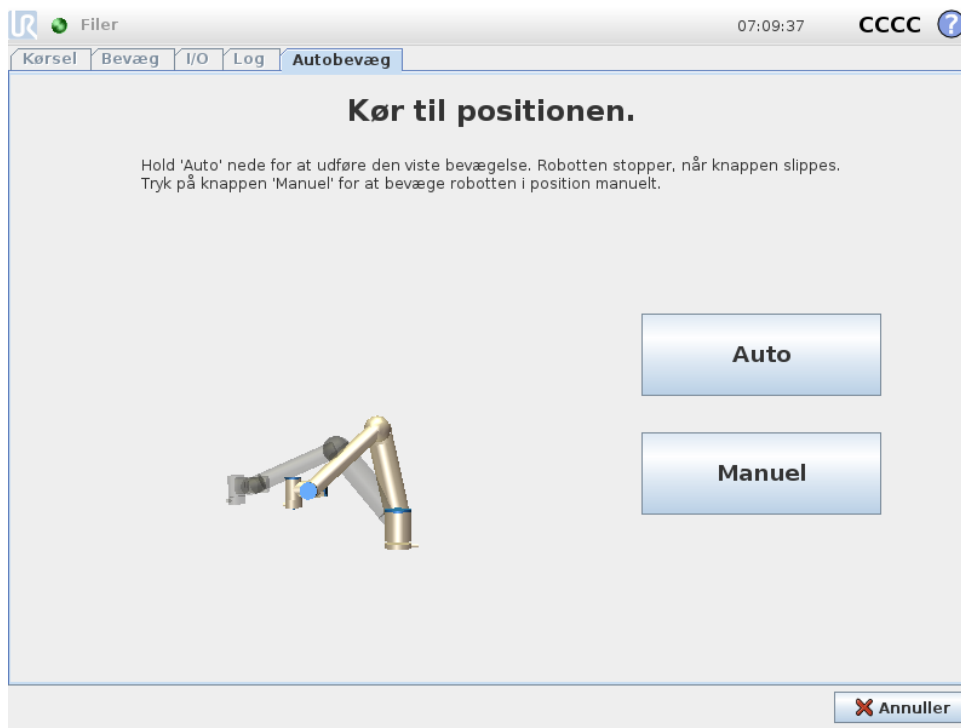 UR
Filer
07:09:37
CCCC
?
Kørsel
Bevæg
I/O
Log
Autobevæg
Kør til positionen.
Hold 'Auto' nede for at udføre den viste bevægelse. Robotten stopper, når knappen slippes.
Tryk på knappen 'Manuel' for at bevæge robotten i position manuelt.
Auto
Manuel
Annuller